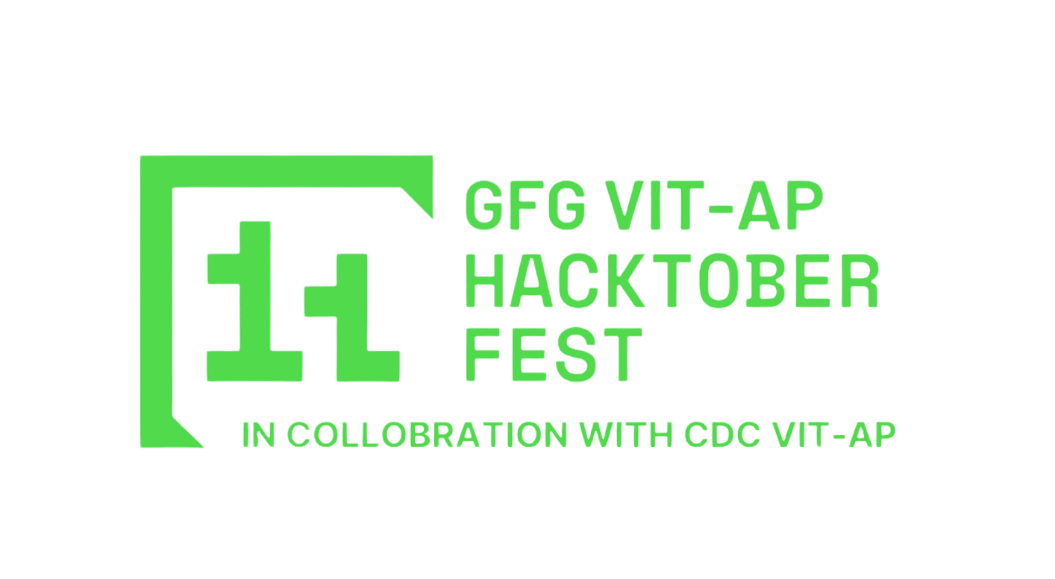 GFG VIT-AP
HACKTOBER
FEST
IN COLLOBRATION WITH CDC VIT-AP